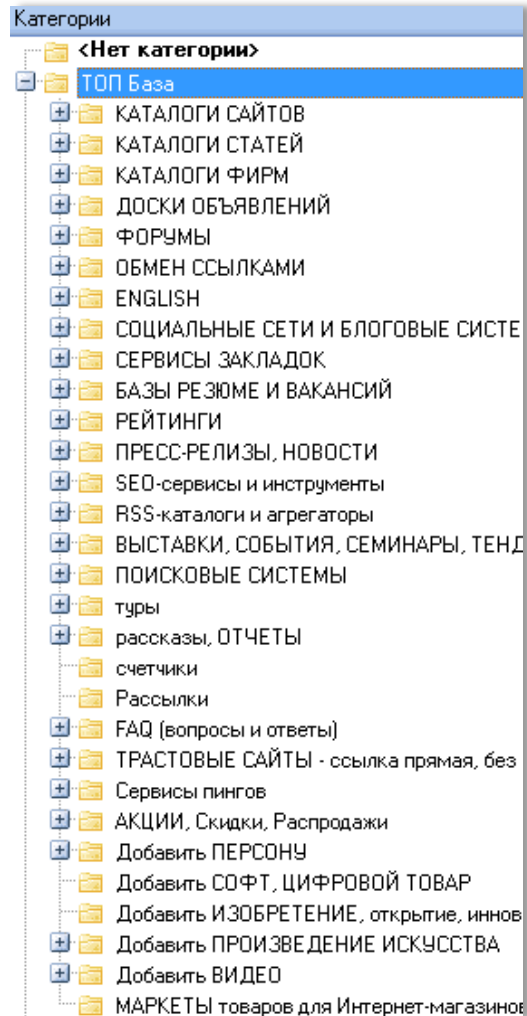 Категории
<Нет категории>
ТОП База
КАТАЛОГИ САЙТОВ
КАТАЛОГИ СТАТЕЙ
КАТАЛОГИ ФИРМ
ДОСКИ ОБЪЯВЛЕНИЙ
ФОРУМЫ
ОБМЕН ССЫЛКАМИ
ENGLISH
СОЦИАЛЬНЫЕ СЕТИ И БЛОГОВЫЕ СИСТЕ
СЕРВИСЫ ЗАКЛАДОК
БАЗЫ РЕЗЮМЕ И ВАКАНСИЙ
РЕЙТИНГИ
ПРЕСС-РЕЛИЗЫ, НОВОСТИ
SEO-сервисы и инструменты
RSS-каталоги и агрегаторы
ВЫСТАВКИ, СОБЫТИЯ, СЕМИНАРЫ, ТЕНД
ПОИСКОВЫЕ СИСТЕМЫ
туры
рассказы, ОТЧЕТЫ
счетчики
Рассылки
FAQ (вопросы и ответы)
ТРАСТОВЫЕ САЙТЫ - ссылка прямая, без
Сервисы пингов
АКЦИИ, Скидки, Распродажи
Добавить ПЕРСОНУ
Добавить СОФТ, ЦИФРОВОЙ ТОВАР
Добавить ИЗОБРЕТЕНИЕ, открытие, иннов
Добавить ПРОИЗВЕДЕНИЕ ИСКУССТВА
Добавить ВИДЕО
МАРКЕТЫ товаров для Интернет-магазинов